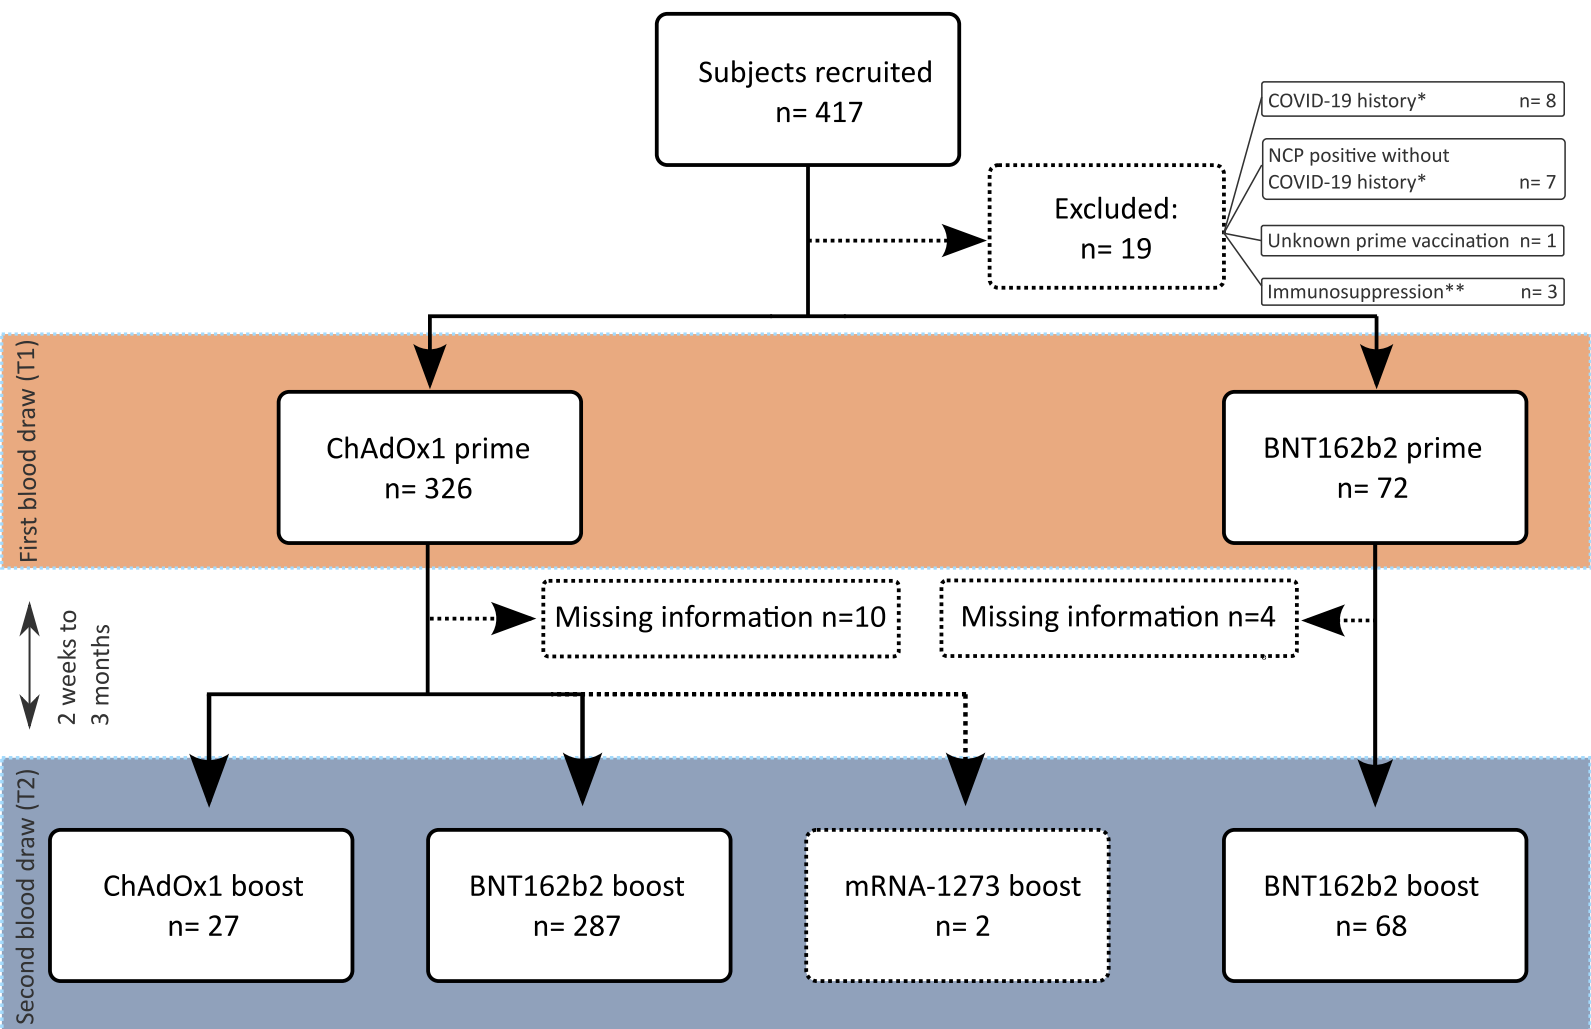 Subjects recruited
n= 417
Excluded:
n= 19
COVID-19 history* n= 8
NCP positive without
COVID-19 history* n= 7
Unknown prime vaccination n= 1
Immunosuppression** n= 3
First blood draw (T1)
ChAdOx1 prime
n= 326
BNT162b2 prime
n= 72
2 weeks to
3 months
Missing information n=10
Missing information n=4
Second blood draw (T2)
ChAdOx1 boost
n= 27
BNT162b2 boost
n= 287
mRNA-1273 boost
n= 2
BNT162b2 boost
n= 68